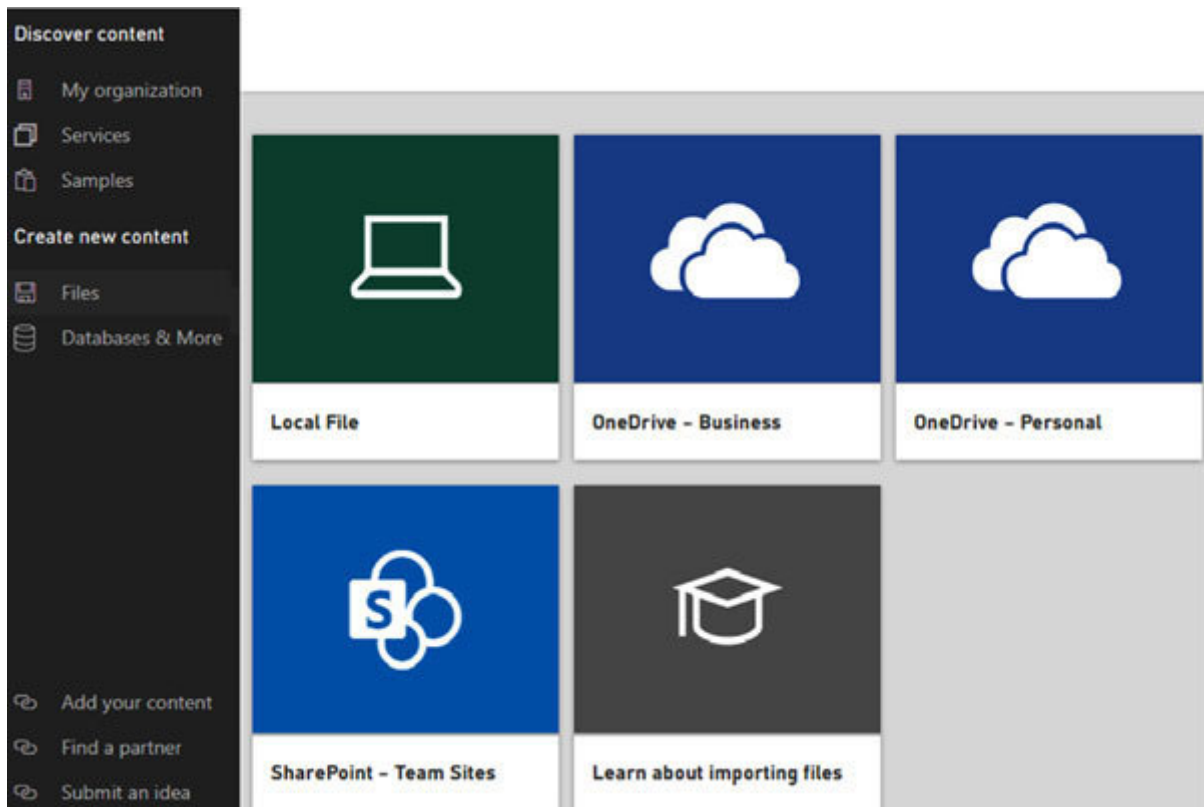 Discover content
My organization
Services
Samples
Create new content
Files
Databases & More
Add your content
Find a partner
Submit an idea
Local File
OneDrive – Business
OneDrive – Personal
S
SharePoint – Team Sites
Learn about importing files